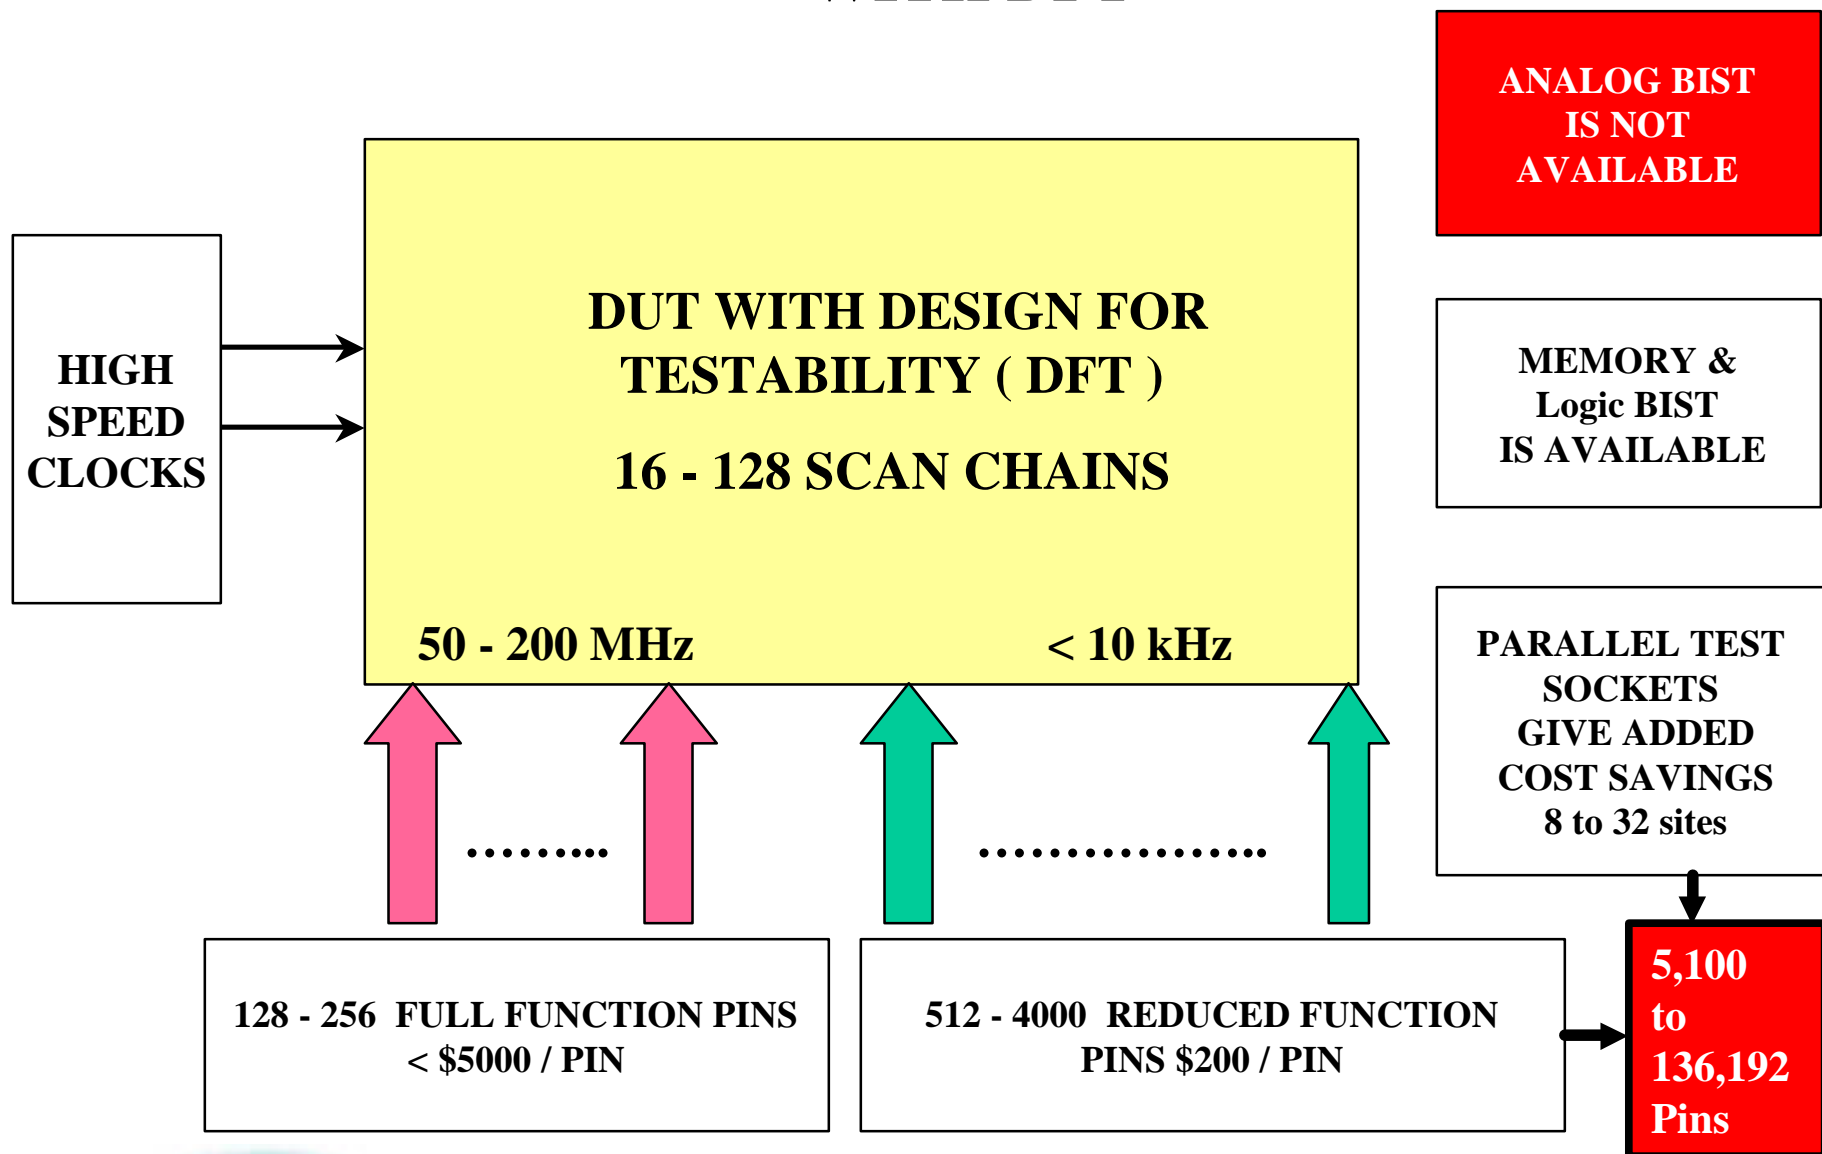 ANALOG BIST
IS NOT
AVAILABLE
HIGH
SPEED
CLOCKS
DUT WITH DESIGN FOR
TESTABILITY ( DFT )
16 - 128 SCAN CHAINS
50 - 200 MHz
< 10 kHz
MEMORY &
Logic BIST
IS AVAILABLE
PARALLEL TEST
SOCKETS
GIVE ADDED
COST SAVINGS
8 to 32 sites
……...
……………..
128 - 256 FULL FUNCTION PINS
< $5000 / PIN
512 - 4000 REDUCED FUNCTION
PINS $200 / PIN
5,100
to
136,192
Pins